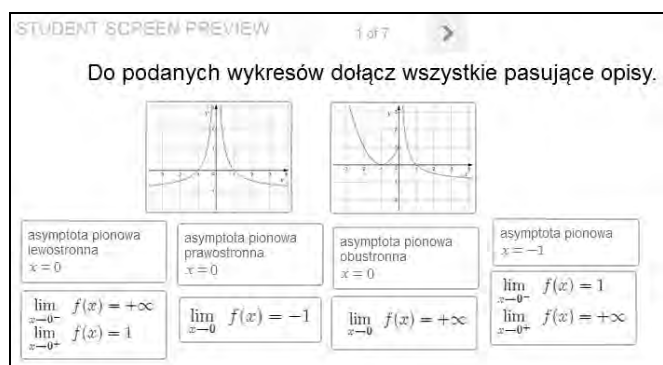 STUDENT SCREEN PREVIEW
1 of 7
Do podanych wykresów dołącz wszystkie pasujące opisy.
asymptota pionowa
lewostronna
x = 0
asymptota pionowa
prawostronna
x = 0
asymptota pionowa
obustronna
x = 0
asymptota pionowa
x = −1
lim x→0⁻ f(x) = +∞
lim x→0⁺ f(x) = 1
lim x→0 f(x) = −1
lim x→0 f(x) = +∞
lim x→0⁻ f(x) = 1
lim x→0⁺ f(x) = +∞